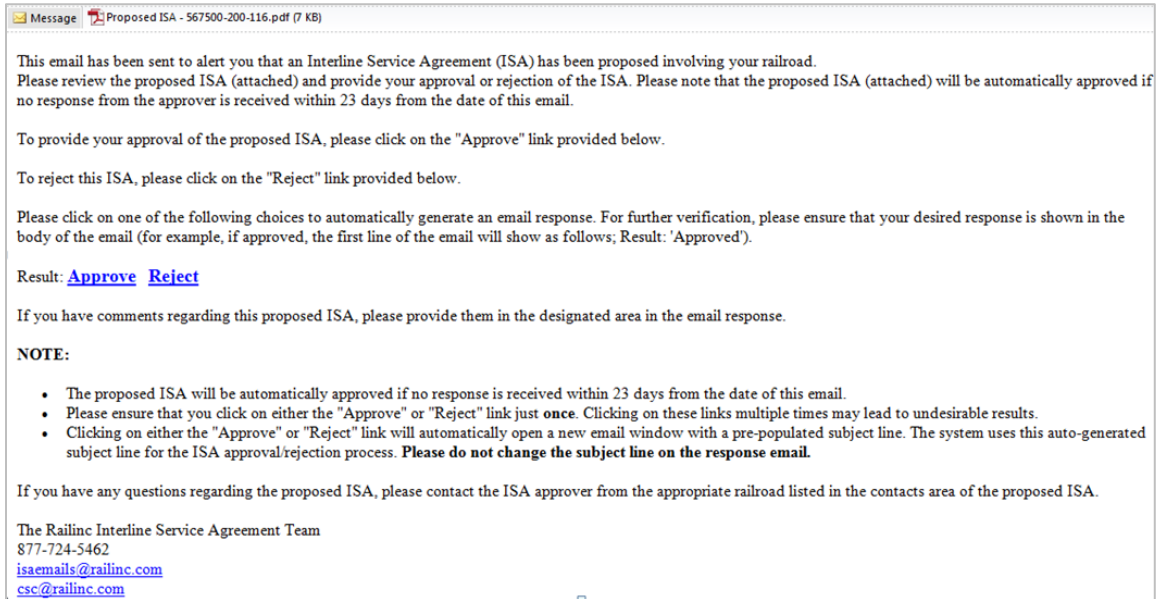 Message Proposed ISA - 567500-200-116.pdf (7 KB)
This email has been sent to alert you that an Interline Service Agreement (ISA) has been proposed involving your railroad.
Please review the proposed ISA (attached) and provide your approval or rejection of the ISA. Please note that the proposed ISA (attached) will be automatically approved if
no response from the approver is received within 23 days from the date of this email.
To provide your approval of the proposed ISA, please click on the "Approve" link provided below.
To reject this ISA, please click on the "Reject" link provided below.
Please click on one of the following choices to automatically generate an email response. For further verification, please ensure that your desired response is shown in the
body of the email (for example, if approved, the first line of the email will show as follows; Result: 'Approved').
Result: Approve Reject
If you have comments regarding this proposed ISA, please provide them in the designated area in the email response.
NOTE:
• The proposed ISA will be automatically approved if no response is received within 23 days from the date of this email.
• Please ensure that you click on either the "Approve" or "Reject" link just once. Clicking on these links multiple times may lead to undesirable results.
• Clicking on either the "Approve" or "Reject" link will automatically open a new email window with a pre-populated subject line. The system uses this auto-generated
subject line for the ISA approval/rejection process. Please do not change the subject line on the response email.
If you have any questions regarding the proposed ISA, please contact the ISA approver from the appropriate railroad listed in the contacts area of the proposed ISA.
The Railinc Interline Service Agreement Team
877-724-5462
isaemails@railinc.com
csc@railinc.com